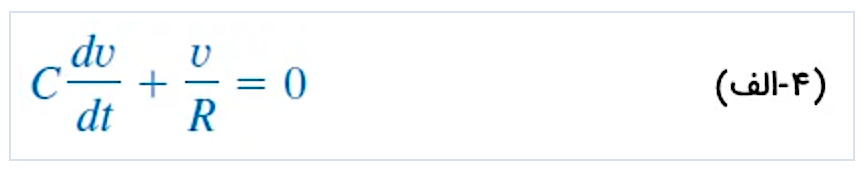 C dv/dt + v/R = 0 (۴-الف)